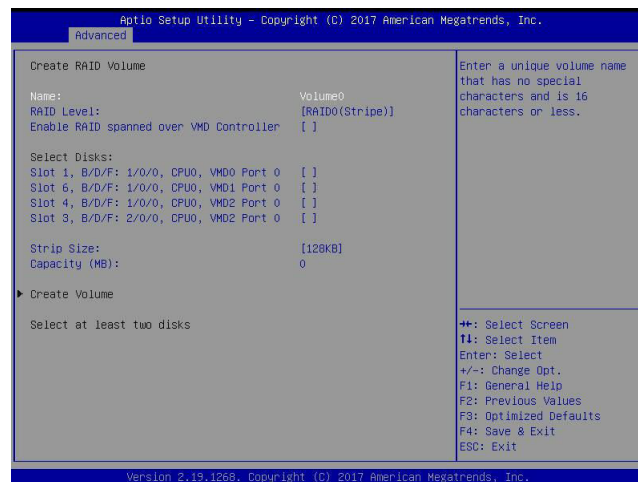 Aptio Setup Utility – Copyright (C) 2017 American Megatrends, Inc.
Advanced
Create RAID Volume
Name: Volume0
RAID Level: [RAID0(Stripe)]
Enable RAID spanned over VMD Controller [ ]
Select Disks:
Slot 1, B/D/F: 1/0/0, CPU0, VMD0 Port 0 [ ]
Slot 6, B/D/F: 1/0/0, CPU0, VMD1 Port 0 [ ]
Slot 4, B/D/F: 1/0/0, CPU0, VMD2 Port 0 [ ]
Slot 3, B/D/F: 2/0/0, CPU0, VMD2 Port 0 [ ]
Strip Size: [128KB]
Capacity (MB): 0
Create Volume
Select at least two disks
Enter a unique volume name
that has no special
characters and is 16
characters or less.
→←: Select Screen
↑↓: Select Item
Enter: Select
+/-: Change Opt.
F1: General Help
F2: Previous Values
F3: Optimized Defaults
F4: Save & Exit
ESC: Exit
Version 2.19.1268. Copyright (C) 2017 American Megatrends, Inc.